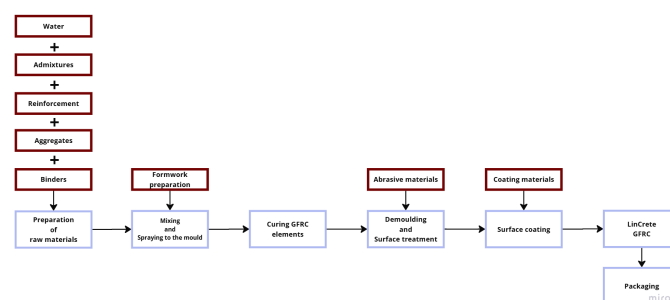 Water
+
Admixtures
+
Reinforcement
+
Aggregates
+
Binders
Formwork
preparation
Abrasive materials
Coating materials
Preparation
of
raw materials
Mixing
and
Spraying to the mould
Curing GFRC
elements
Demoulding
and
Surface treatment
Surface coating
LinCrete
GFRC
Packaging